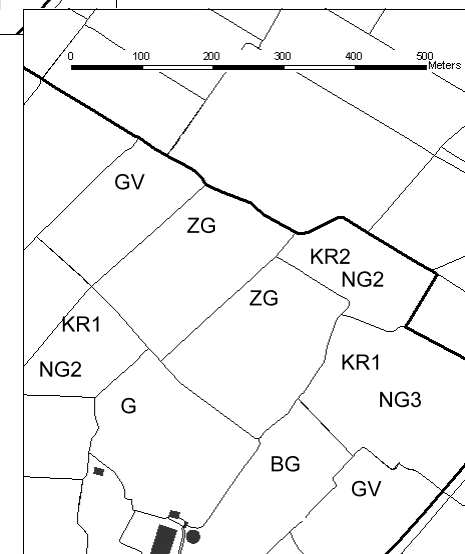 0 100 200 300 400 500
Meters
GV
ZG
KR2
NG2
ZG
KR1
NG2
KR1
NG3
G
BG
GV